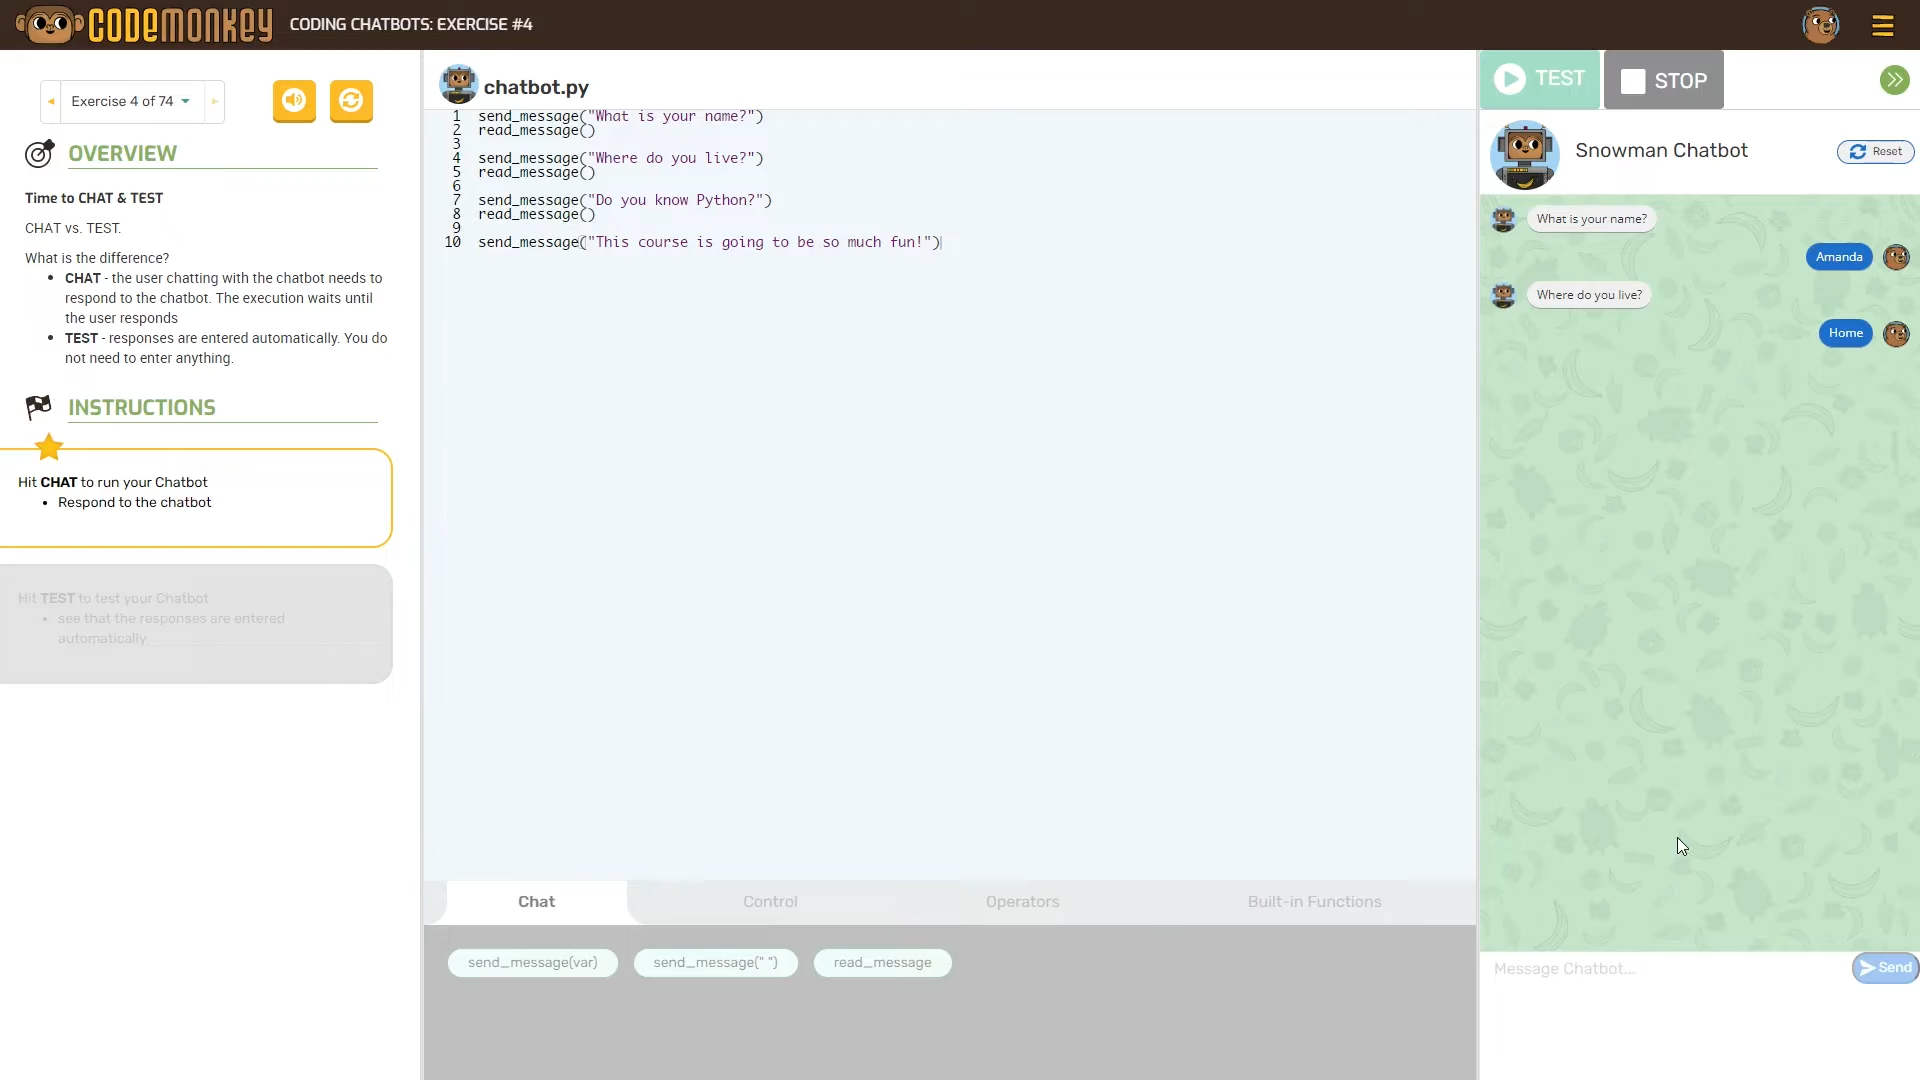 CODEMONKEY CODING CHATBOTS: EXERCISE #4
Exercise 4 of 74
OVERVIEW
Time to CHAT & TEST
CHAT vs. TEST.
What is the difference?
• CHAT - the user chatting with the chatbot needs to
respond to the chatbot. The execution waits until
the user responds
• TEST - responses are entered automatically. You do
not need to enter anything.
INSTRUCTIONS
Hit CHAT to run your Chatbot
• Respond to the chatbot
Hit TEST to test your Chatbot
• see that the responses are entered
automatically
chatbot.py
1 send_message("What is your name?")
2 read_message()
3
4 send_message("Where do you live?")
5 read_message()
6
7 send_message("Do you know Python?")
8 read_message()
9
10 send_message("This course is going to be so much fun!")
Chat Control Operators Built-in Functions
send_message(var) send_message(" ") read_message
TEST STOP
Snowman Chatbot
Reset
What is your name?
Amanda
Where do you live?
Home
Message Chatbot...
Send